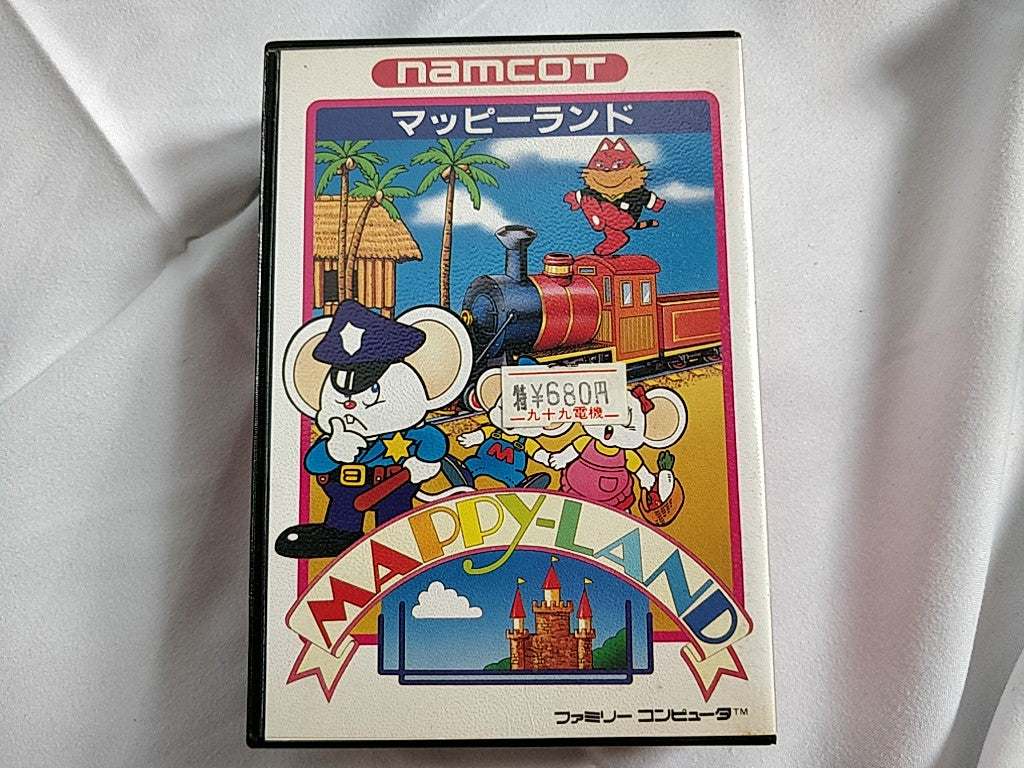 namcot
マッピーランド
特¥680円
九十九電機
M
MAPPY-LAND
ファミリー コンピュータ™